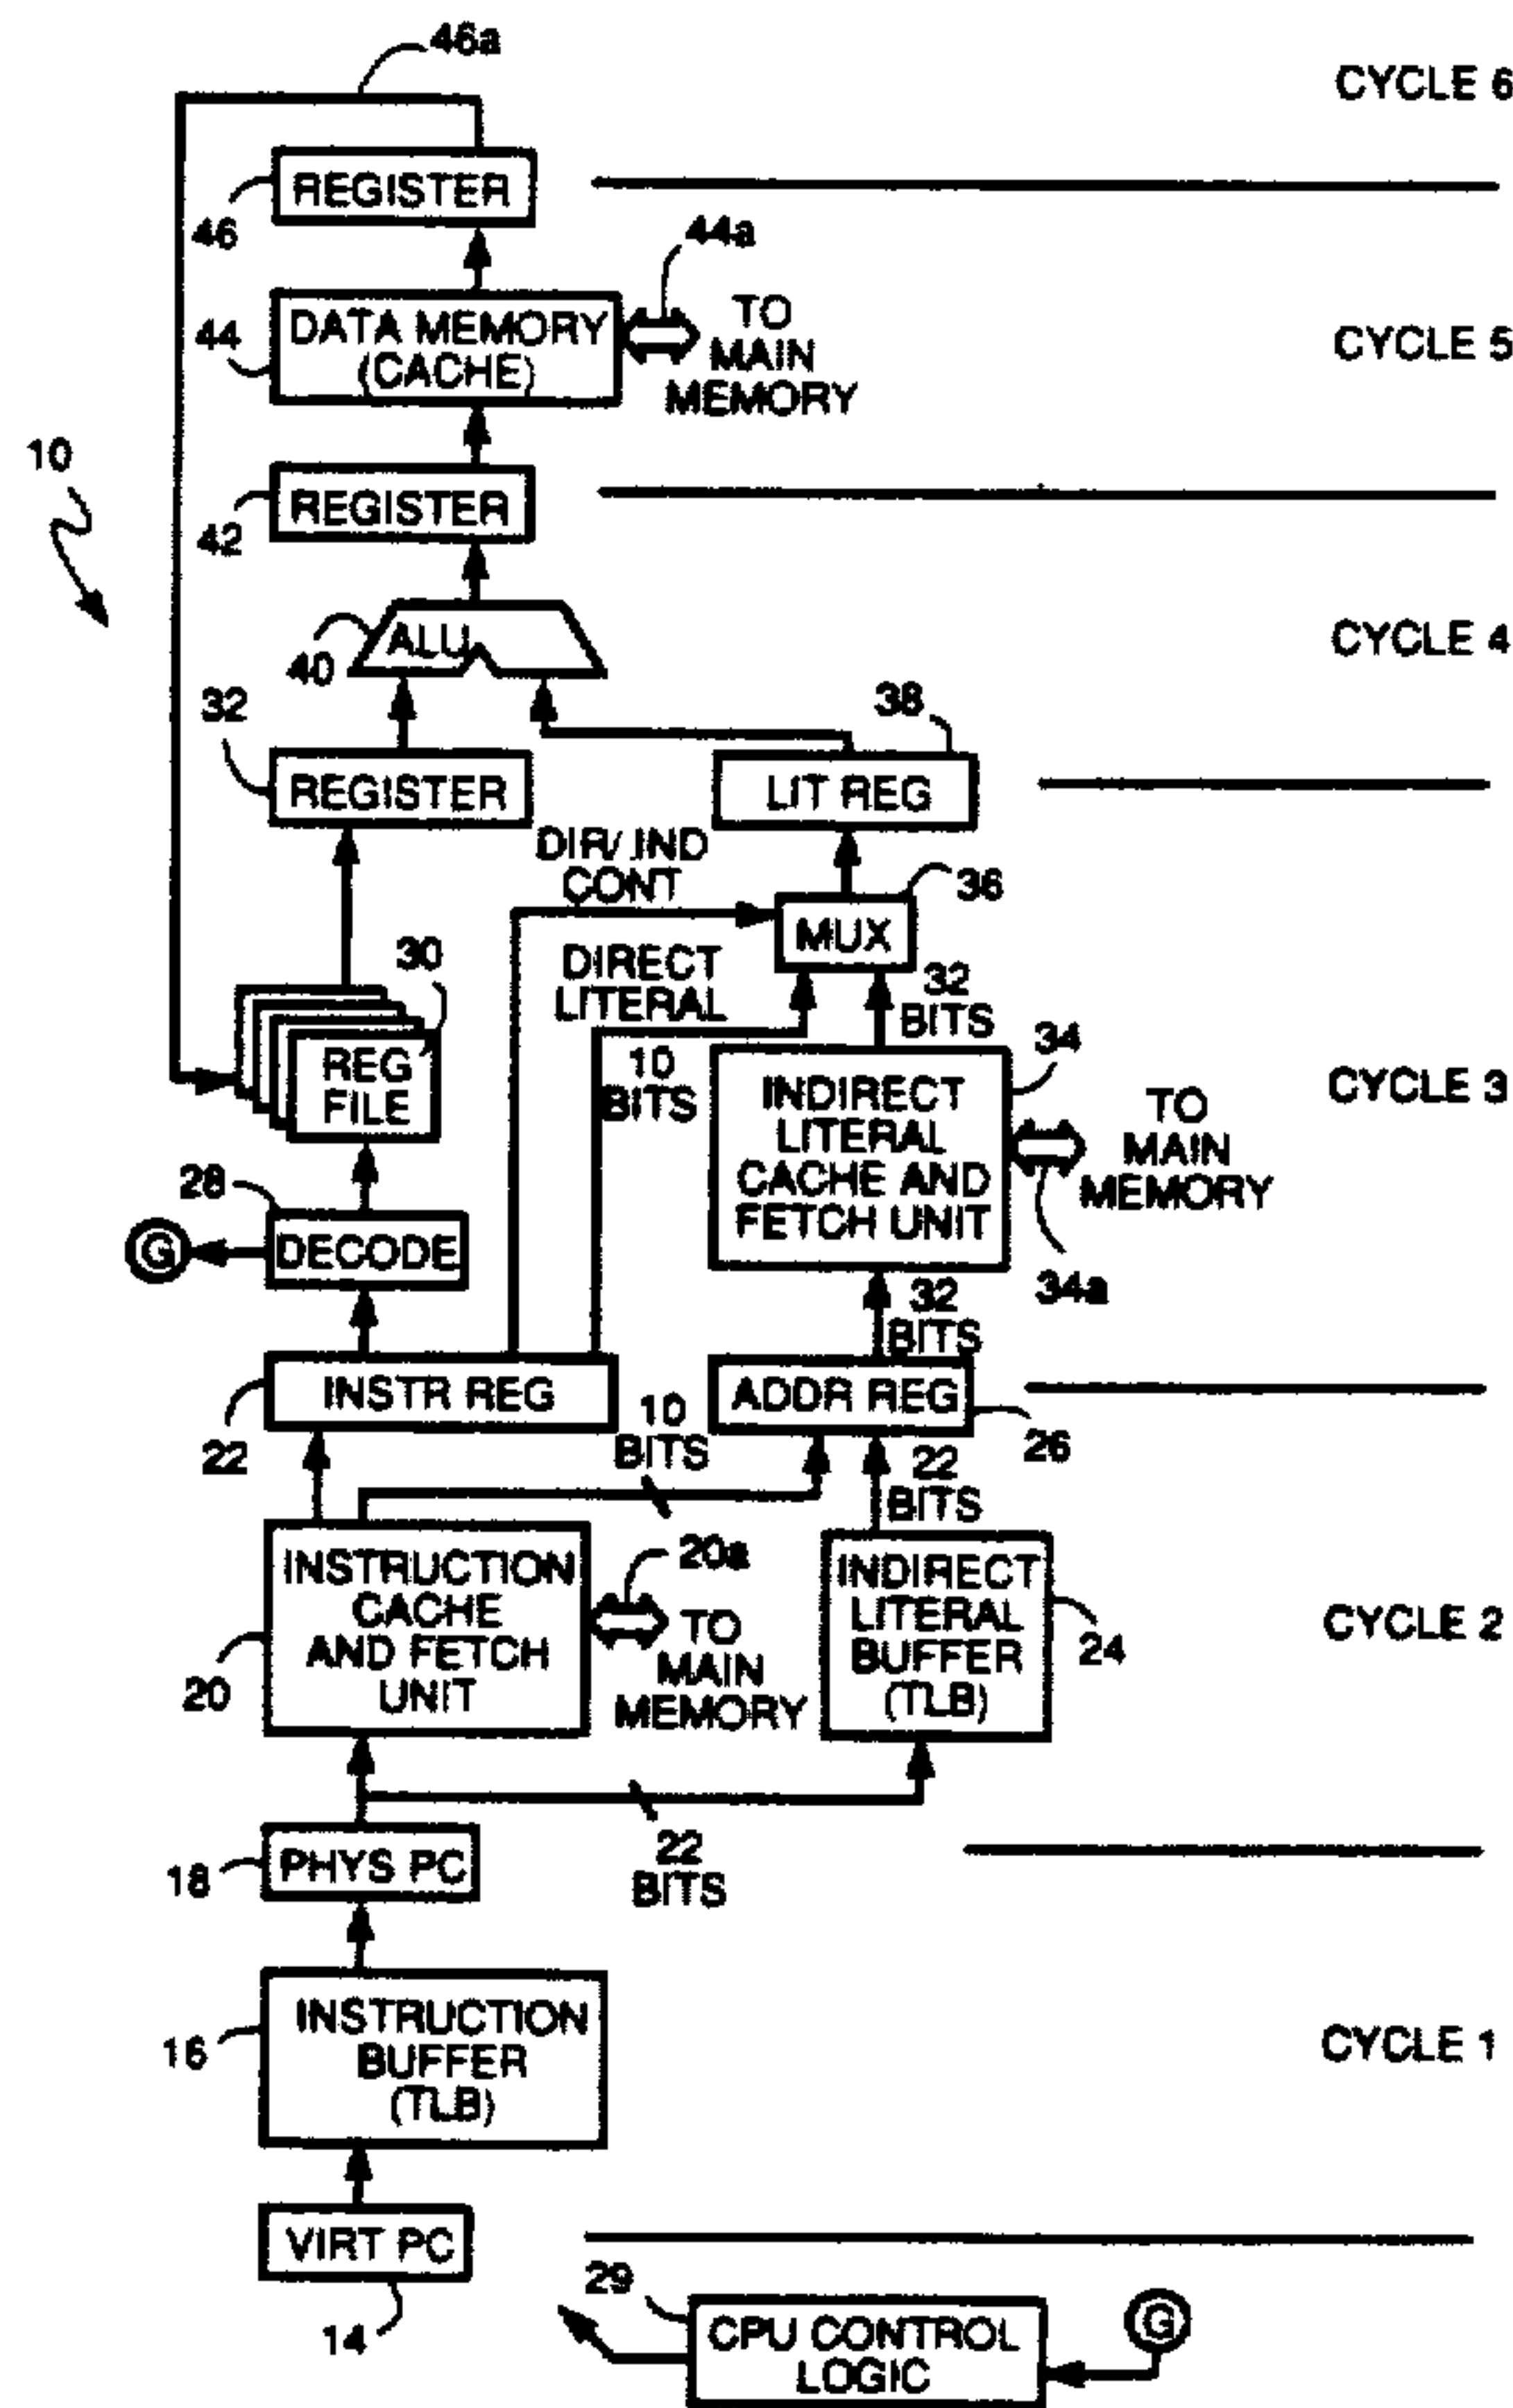 46a
CYCLE 6
REGISTER
46
44a
DATA MEMORY
(CACHE)
44
TO
MAIN
MEMORY
CYCLE 5
10
REGISTER
42
ALU
40
CYCLE 4
32
38
REGISTER
LIT REG
DIR/IND
CONT
36
MUX
30
DIRECT
LITERAL
32
BITS
34
REG
FILE
10
BITS
INDIRECT
LITERAL
CACHE AND
FETCH UNIT
TO
MAIN
MEMORY
CYCLE 3
28
G
DECODE
34a
32
BITS
INSTR REG
ADDR REG
22
10
BITS
26
22
BITS
INSTRUCTION
CACHE
AND FETCH
UNIT
20
20a
TO
MAIN
MEMORY
INDIRECT
LITERAL
BUFFER
(TLB)
24
CYCLE 2
PHYS PC
18
22
BITS
INSTRUCTION
BUFFER
(TLB)
16
CYCLE 1
VIRT PC
14
29
CPU CONTROL
LOGIC
G